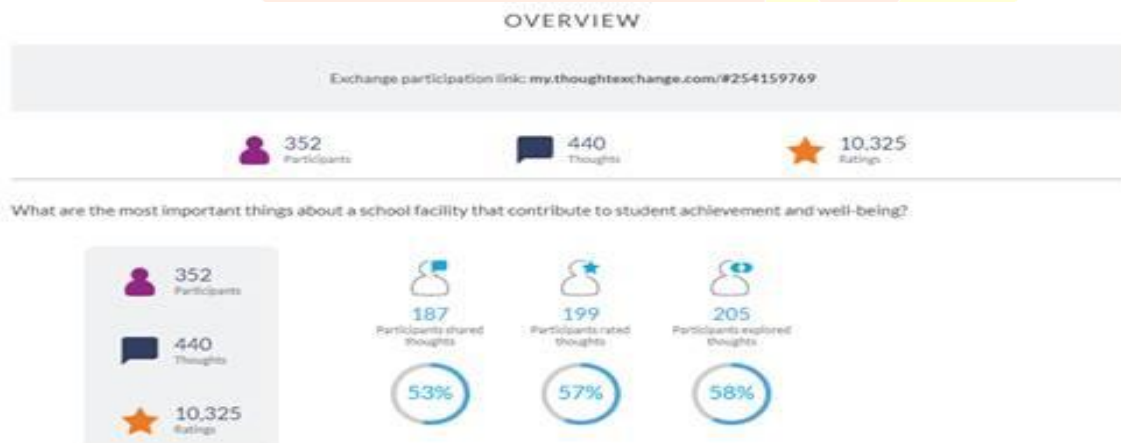 OVERVIEW
Exchange participation link: my.thoughtexchange.com/#254159769
352
Participants
440
Thoughts
10,325
Ratings
What are the most important things about a school facility that contribute to student achievement and well-being?
352
Participants
440
Thoughts
10,325
Ratings
187
Participants shared
thoughts
53%
199
Participants rated
thoughts
57%
205
Participants explored
thoughts
58%